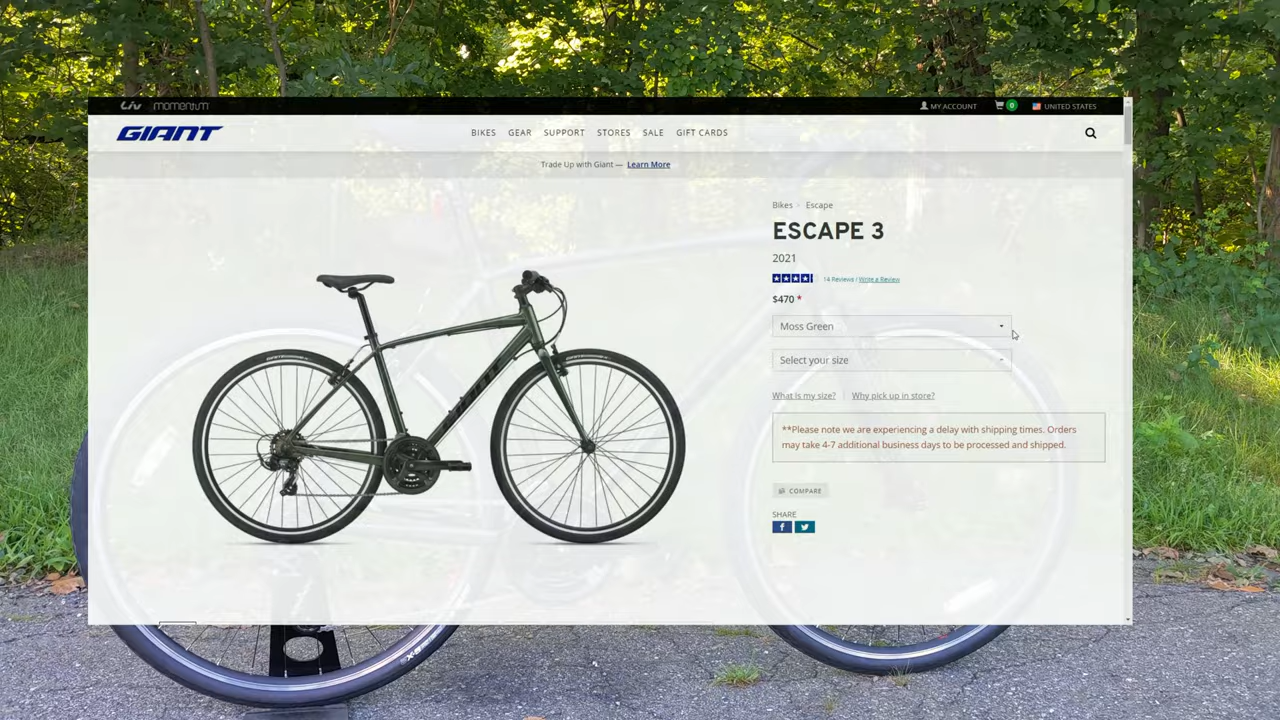 Liv momentum MY ACCOUNT 0 UNITED STATES
GIANT BIKES GEAR SUPPORT STORES SALE GIFT CARDS
Trade Up with Giant — Learn More
Bikes Escape
ESCAPE 3
2021
14 Reviews / Write a Review
$470 *
Moss Green
Select your size
What is my size? Why pick up in store?
**Please note we are experiencing a delay with shipping times. Orders
may take 4-7 additional business days to be processed and shipped.
COMPARE
SHARE